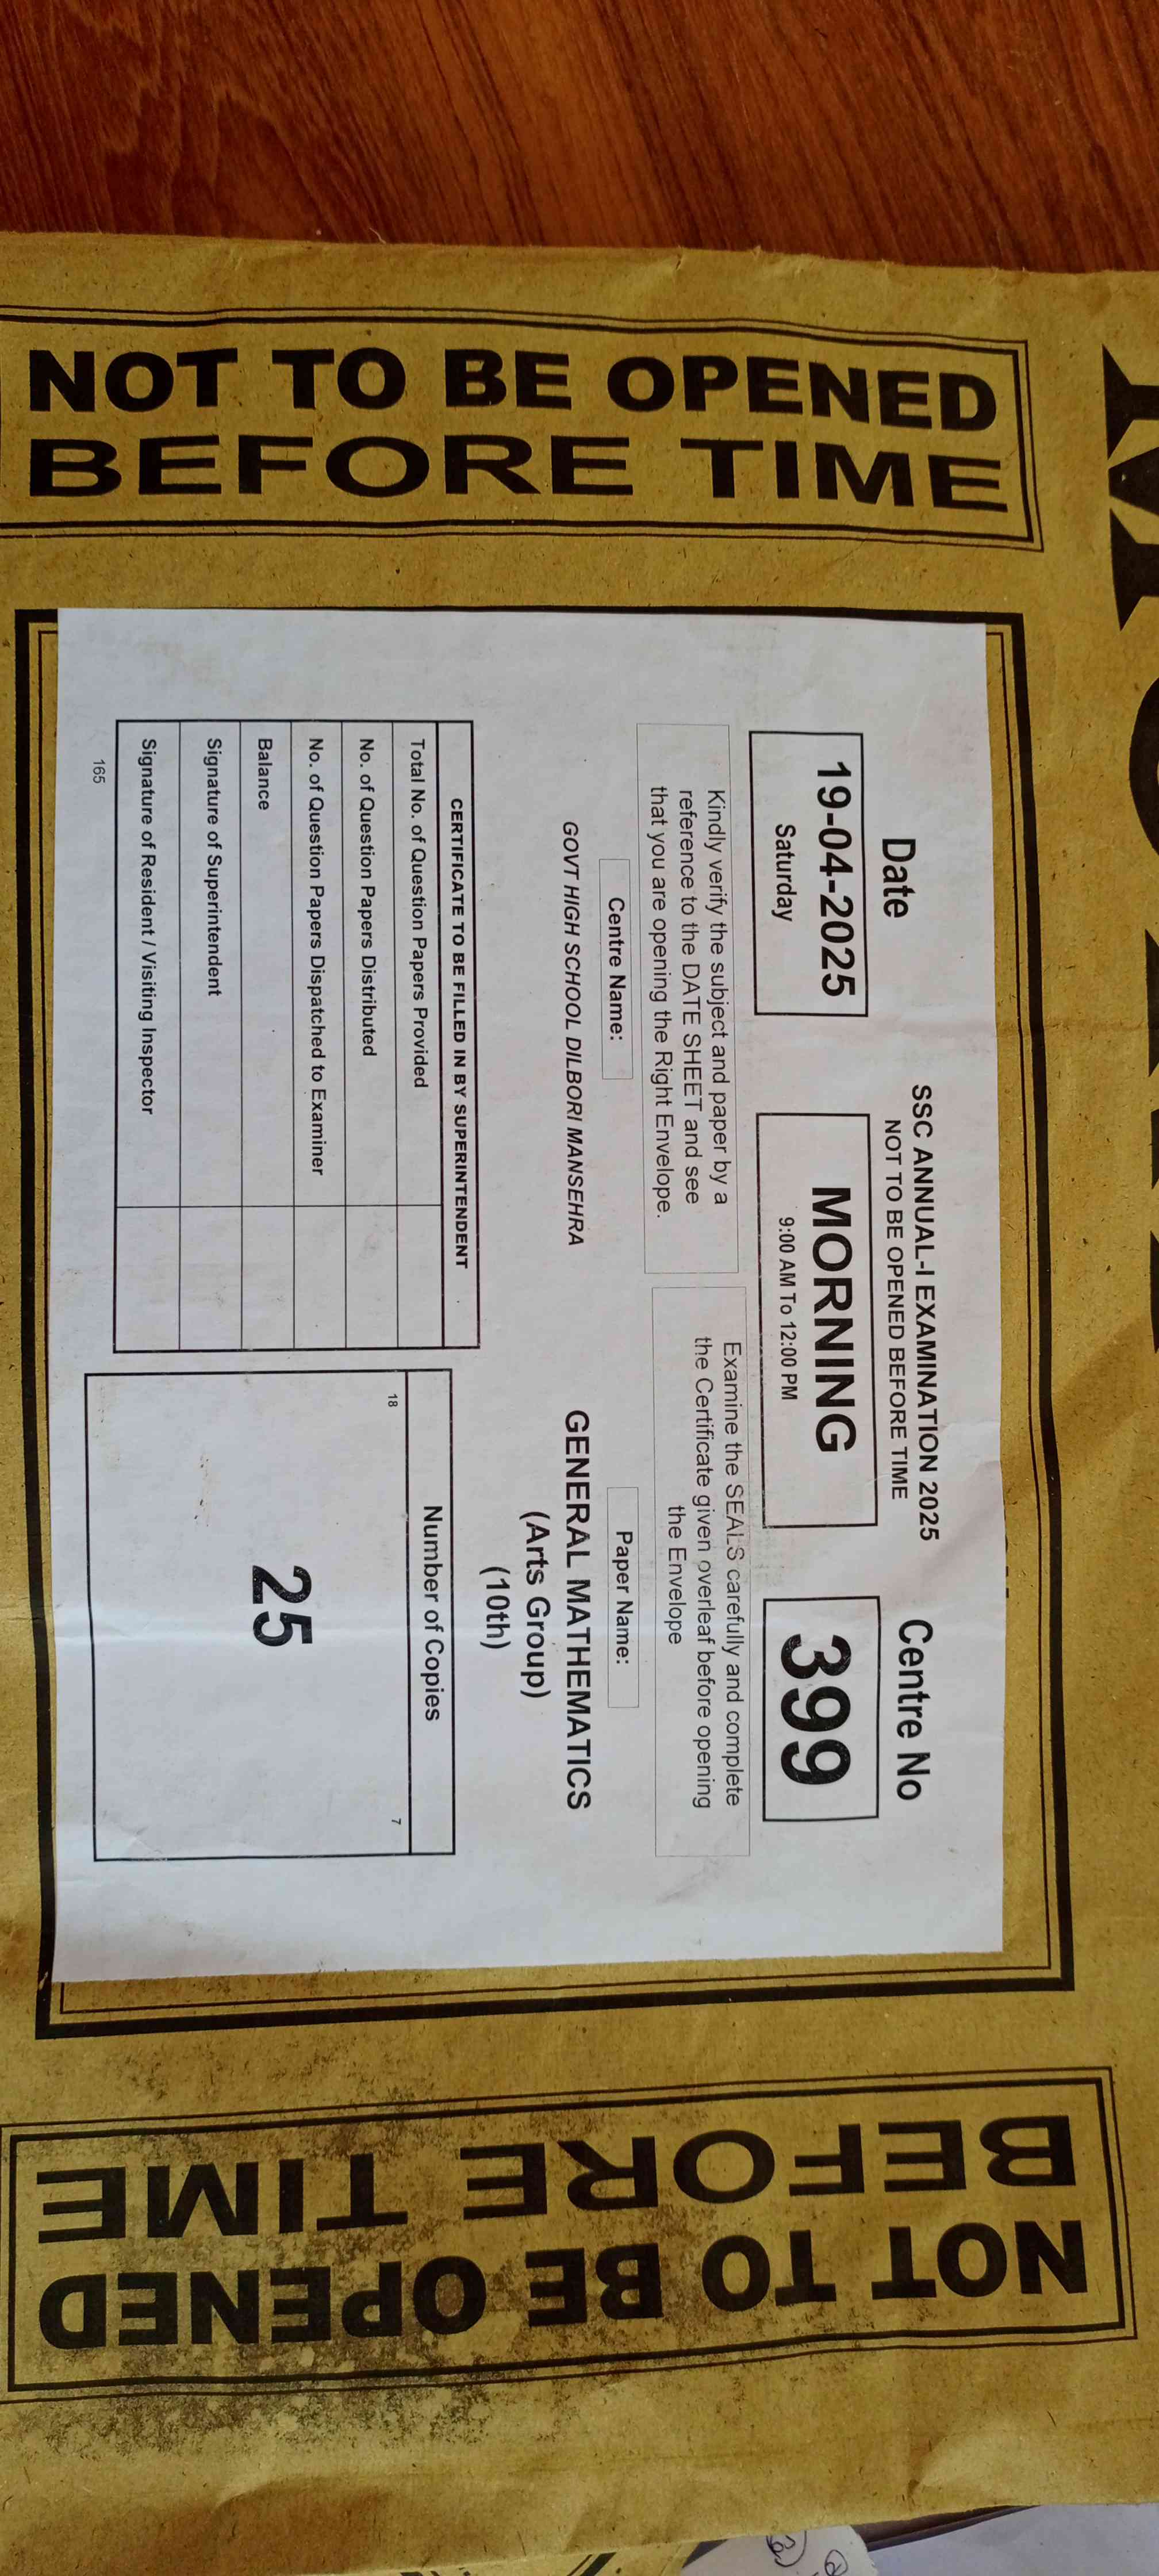 NOT TO BE OPENED
BEFORE TIME
SSC ANNUAL-I EXAMINATION 2025
NOT TO BE OPENED BEFORE TIME
Date
Centre No
19-04-2025
Saturday
MORNING
9:00 AM To 12:00 PM
399
Kindly verify the subject and paper by a
reference to the DATE SHEET and see
that you are opening the Right Envelope.
Examine the SEALS carefully and complete
the Certificate given overleaf before opening
the Envelope
Centre Name:
Paper Name:
GOVT HIGH SCHOOL DILBORI MANSEHRA
GENERAL MATHEMATICS
(Arts Group)
(10th)
CERTIFICATE TO BE FILLED IN BY SUPERINTENDENT
Total No. of Question Papers Provided
No. of Question Papers Distributed
No. of Question Papers Dispatched to Examiner
Balance
Signature of Superintendent
Signature of Resident / Visiting Inspector
165
Number of Copies
18
7
25
NOT TO BE OPENED
BEFORE TIME